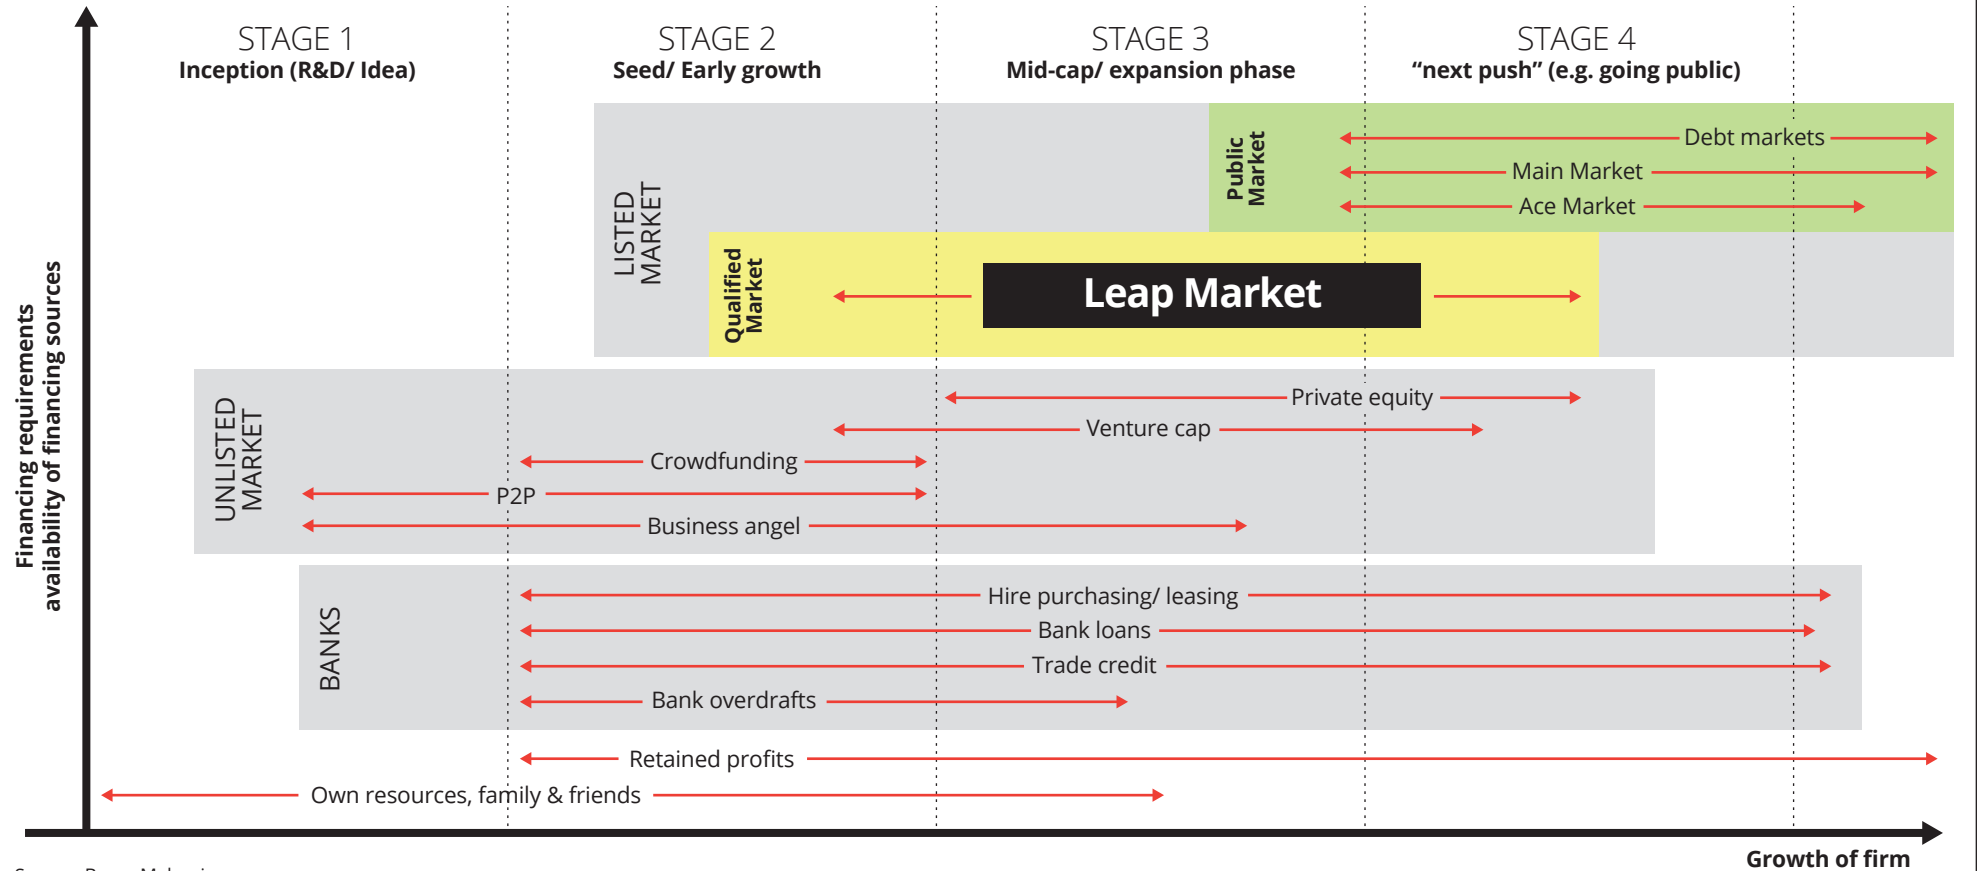 STAGE 1
Inception (R&D/ Idea)
STAGE 2
Seed/ Early growth
STAGE 3
Mid-cap/ expansion phase
STAGE 4
“next push” (e.g. going public)
Financing requirements
availability of financing sources
LISTED
MARKET
Public
Market
Debt markets
Main Market
Ace Market
Qualified
Market
Leap Market
UNLISTED
MARKET
Private equity
Venture cap
Crowdfunding
P2P
Business angel
BANKS
Hire purchasing/ leasing
Bank loans
Trade credit
Bank overdrafts
Retained profits
Own resources, family & friends
Growth of firm